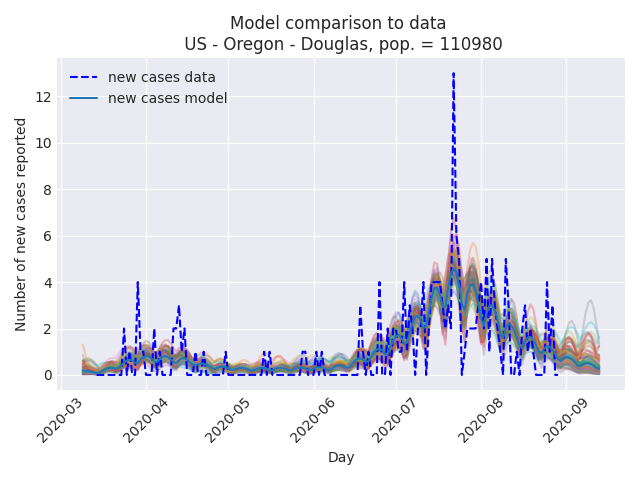 Model comparison to data
US - Oregon - Douglas, pop. = 110980
new cases data
new cases model
Number of new cases reported
12
10
8
6
4
2
0
2020-03
2020-04
2020-05
2020-06
2020-07
2020-08
2020-09
Day